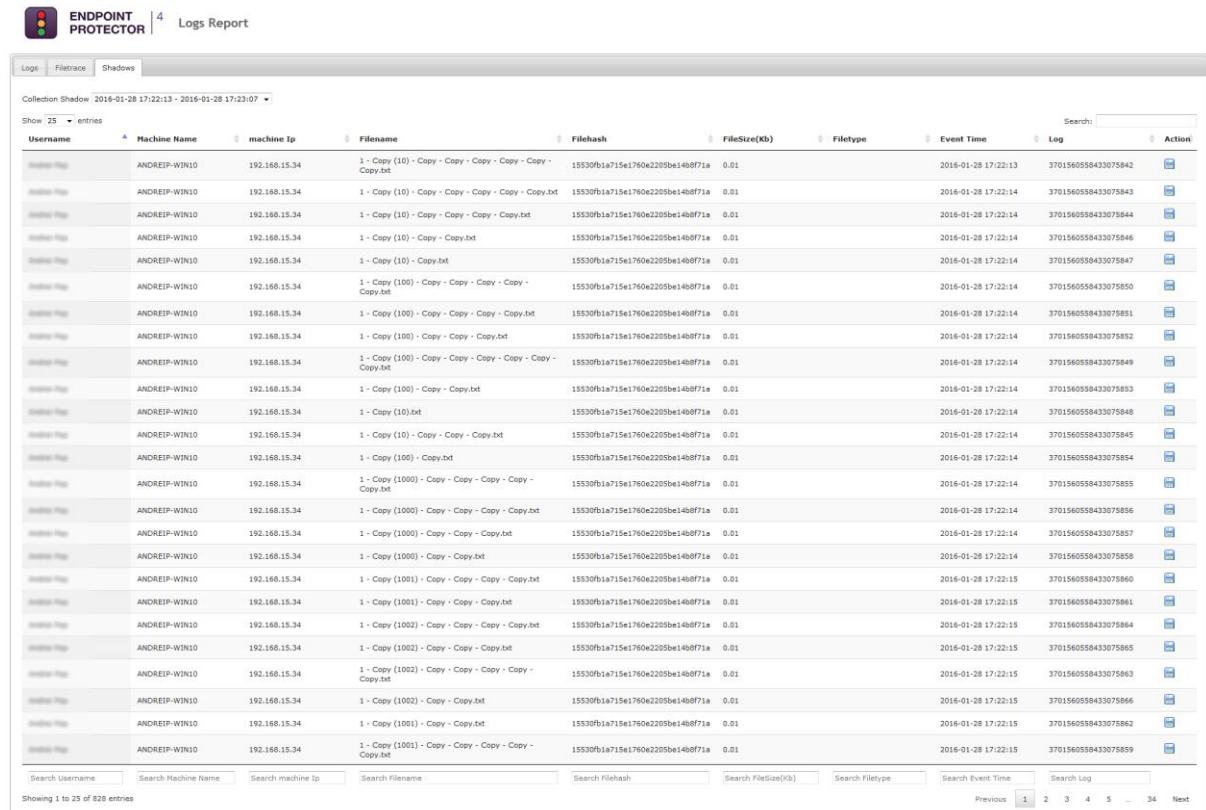 ENDPOINT PROTECTOR 4 Logs Report
Logs Filetrace Shadows
Collection Shadow 2016-01-28 17:22:13 - 2016-01-28 17:23:07
Show 25 entries Search:
Username Machine Name machine Ip Filename Filehash FileSize(Kb) Filetype Event Time Log Action
ANDREIP-WIN10 192.168.15.34 1 - Copy (10) - Copy - Copy - Copy - Copy - Copy - Copy.txt 15530fb1a715e1760e2205be14b8f71a 0.01 2016-01-28 17:22:13 3701560558433075842
ANDREIP-WIN10 192.168.15.34 1 - Copy (10) - Copy - Copy - Copy - Copy - Copy.txt 15530fb1a715e1760e2205be14b8f71a 0.01 2016-01-28 17:22:14 3701560558433075843
ANDREIP-WIN10 192.168.15.34 1 - Copy (10) - Copy - Copy - Copy - Copy.txt 15530fb1a715e1760e2205be14b8f71a 0.01 2016-01-28 17:22:14 3701560558433075844
ANDREIP-WIN10 192.168.15.34 1 - Copy (10) - Copy - Copy.txt 15530fb1a715e1760e2205be14b8f71a 0.01 2016-01-28 17:22:14 3701560558433075846
ANDREIP-WIN10 192.168.15.34 1 - Copy (10) - Copy.txt 15530fb1a715e1760e2205be14b8f71a 0.01 2016-01-28 17:22:14 3701560558433075847
ANDREIP-WIN10 192.168.15.34 1 - Copy (100) - Copy - Copy - Copy - Copy - Copy.txt 15530fb1a715e1760e2205be14b8f71a 0.01 2016-01-28 17:22:14 3701560558433075850
ANDREIP-WIN10 192.168.15.34 1 - Copy (100) - Copy - Copy - Copy - Copy.txt 15530fb1a715e1760e2205be14b8f71a 0.01 2016-01-28 17:22:14 3701560558433075851
ANDREIP-WIN10 192.168.15.34 1 - Copy (100) - Copy - Copy - Copy.txt 15530fb1a715e1760e2205be14b8f71a 0.01 2016-01-28 17:22:14 3701560558433075852
ANDREIP-WIN10 192.168.15.34 1 - Copy (100) - Copy - Copy - Copy - Copy - Copy - Copy.txt 15530fb1a715e1760e2205be14b8f71a 0.01 2016-01-28 17:22:14 3701560558433075849
ANDREIP-WIN10 192.168.15.34 1 - Copy (100) - Copy - Copy.txt 15530fb1a715e1760e2205be14b8f71a 0.01 2016-01-28 17:22:14 3701560558433075853
ANDREIP-WIN10 192.168.15.34 1 - Copy (10).txt 15530fb1a715e1760e2205be14b8f71a 0.01 2016-01-28 17:22:14 3701560558433075848
ANDREIP-WIN10 192.168.15.34 1 - Copy (10) - Copy - Copy - Copy.txt 15530fb1a715e1760e2205be14b8f71a 0.01 2016-01-28 17:22:14 3701560558433075845
ANDREIP-WIN10 192.168.15.34 1 - Copy (100) - Copy.txt 15530fb1a715e1760e2205be14b8f71a 0.01 2016-01-28 17:22:14 3701560558433075854
ANDREIP-WIN10 192.168.15.34 1 - Copy (1000) - Copy - Copy - Copy - Copy - Copy.txt 15530fb1a715e1760e2205be14b8f71a 0.01 2016-01-28 17:22:14 3701560558433075855
ANDREIP-WIN10 192.168.15.34 1 - Copy (1000) - Copy - Copy - Copy - Copy.txt 15530fb1a715e1760e2205be14b8f71a 0.01 2016-01-28 17:22:14 3701560558433075856
ANDREIP-WIN10 192.168.15.34 1 - Copy (1000) - Copy - Copy - Copy.txt 15530fb1a715e1760e2205be14b8f71a 0.01 2016-01-28 17:22:14 3701560558433075857
ANDREIP-WIN10 192.168.15.34 1 - Copy (1000) - Copy - Copy.txt 15530fb1a715e1760e2205be14b8f71a 0.01 2016-01-28 17:22:14 3701560558433075858
ANDREIP-WIN10 192.168.15.34 1 - Copy (1001) - Copy - Copy - Copy - Copy.txt 15530fb1a715e1760e2205be14b8f71a 0.01 2016-01-28 17:22:15 3701560558433075860
ANDREIP-WIN10 192.168.15.34 1 - Copy (1001) - Copy - Copy - Copy.txt 15530fb1a715e1760e2205be14b8f71a 0.01 2016-01-28 17:22:15 3701560558433075861
ANDREIP-WIN10 192.168.15.34 1 - Copy (1002) - Copy - Copy - Copy - Copy.txt 15530fb1a715e1760e2205be14b8f71a 0.01 2016-01-28 17:22:15 3701560558433075864
ANDREIP-WIN10 192.168.15.34 1 - Copy (1002) - Copy - Copy - Copy.txt 15530fb1a715e1760e2205be14b8f71a 0.01 2016-01-28 17:22:15 3701560558433075865
ANDREIP-WIN10 192.168.15.34 1 - Copy (1002) - Copy - Copy - Copy - Copy - Copy.txt 15530fb1a715e1760e2205be14b8f71a 0.01 2016-01-28 17:22:15 3701560558433075863
ANDREIP-WIN10 192.168.15.34 1 - Copy (1002) - Copy - Copy.txt 15530fb1a715e1760e2205be14b8f71a 0.01 2016-01-28 17:22:15 3701560558433075866
ANDREIP-WIN10 192.168.15.34 1 - Copy (1001) - Copy - Copy.txt 15530fb1a715e1760e2205be14b8f71a 0.01 2016-01-28 17:22:15 3701560558433075862
ANDREIP-WIN10 192.168.15.34 1 - Copy (1001) - Copy - Copy - Copy - Copy - Copy.txt 15530fb1a715e1760e2205be14b8f71a 0.01 2016-01-28 17:22:15 3701560558433075859
Search Username Search Machine Name Search machine Ip Search Filename Search Filehash Search FileSize(Kb) Search Filetype Search Event Time Search Log
Showing 1 to 25 of 828 entries Previous 1 2 3 4 5 ... 34 Next